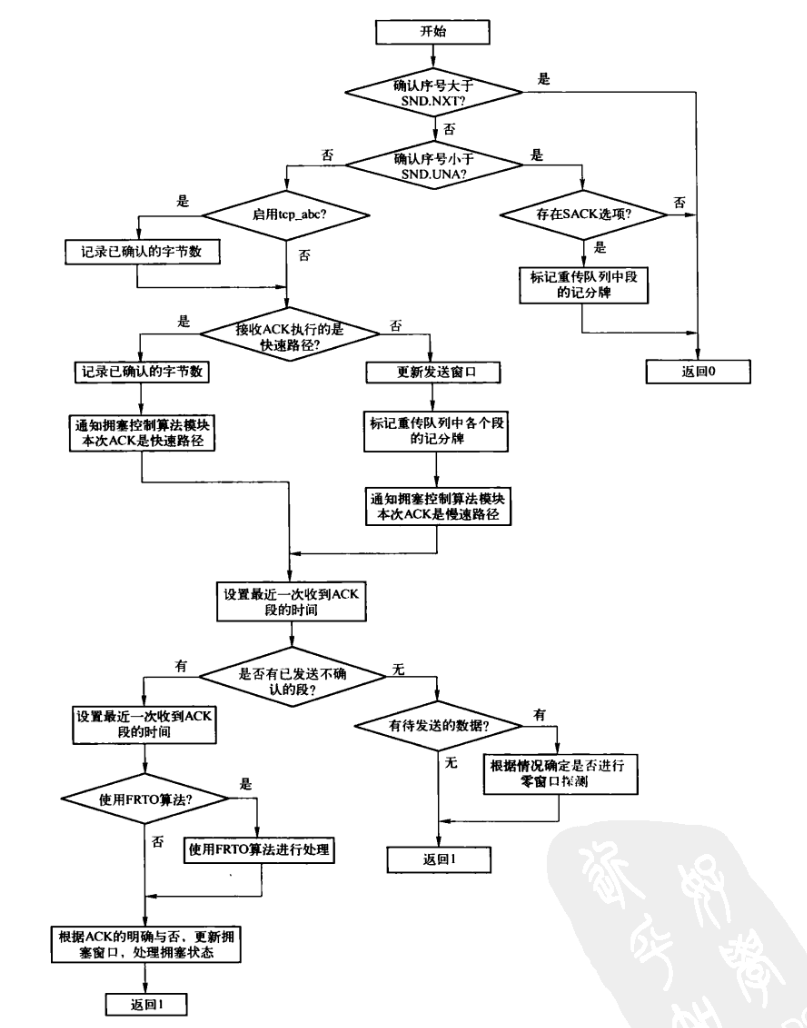 开始
确认序号大于
SND.NXT?
是
否
确认序号小于
SND.UNA?
否
是
启用tcp_abc?
是
否
存在SACK选项?
否
是
记录已确认的字节数
标记重传队列中段
的记分牌
接收ACK执行的是
快速路径?
是
否
返回0
记录已确认的字节数
更新发送窗口
通知拥塞控制算法模块
本次ACK是快速路径
标记重传队列中各个段
的记分牌
通知拥塞控制算法模块
本次ACK是慢速路径
设置最近一次收到ACK
段的时间
是否有已发送不确
认的段?
有
无
设置最近一次收到ACK
段的时间
有待发送的数据?
有
无
根据情况确定是否进行
零窗口探测
使用FRTO算法?
是
否
使用FRTO算法进行处理
返回1
根据ACK的明确与否，更新拥
塞窗口，处理拥塞状态
返回1